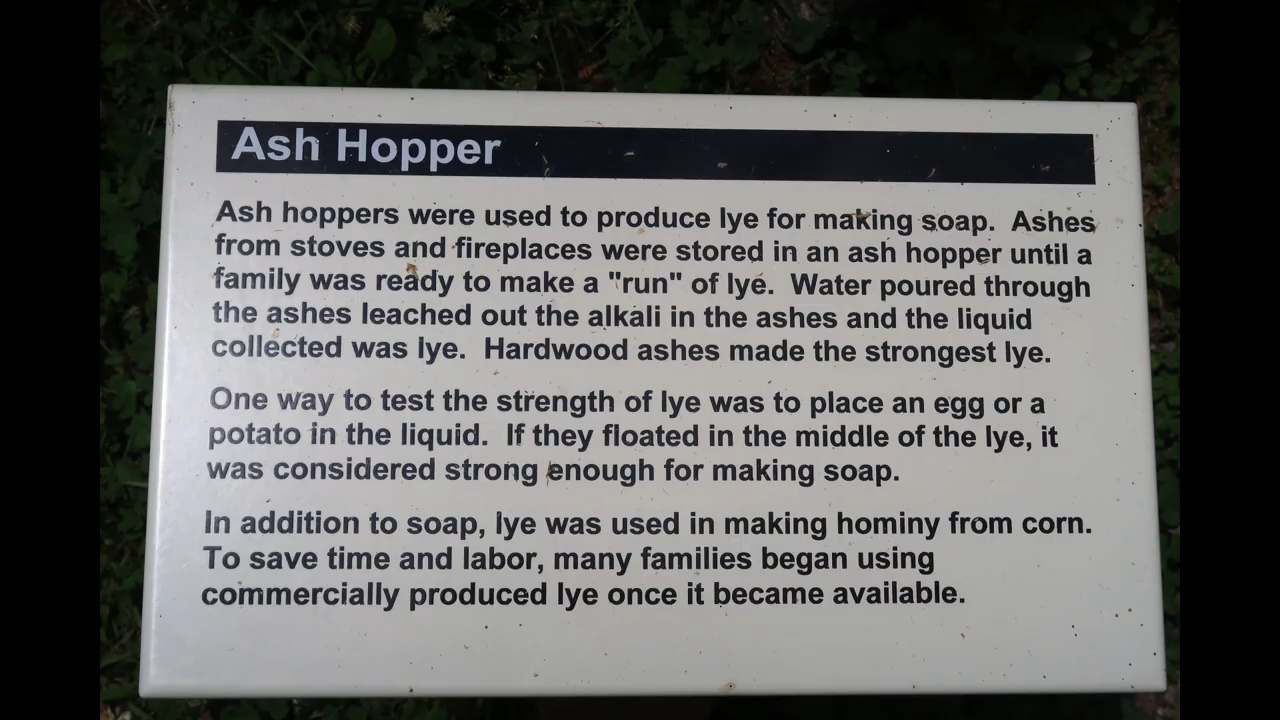 Ash Hopper
Ash hoppers were used to produce lye for making soap.  Ashes
from stoves and fireplaces were stored in an ash hopper until a
family was ready to make a "run" of lye.  Water poured through
the ashes leached out the alkali in the ashes and the liquid
collected was lye.  Hardwood ashes made the strongest lye.
One way to test the strength of lye was to place an egg or a
potato in the liquid.  If they floated in the middle of the lye, it
was considered strong enough for making soap.
In addition to soap, lye was used in making hominy from corn.
To save time and labor, many families began using
commercially produced lye once it became available.